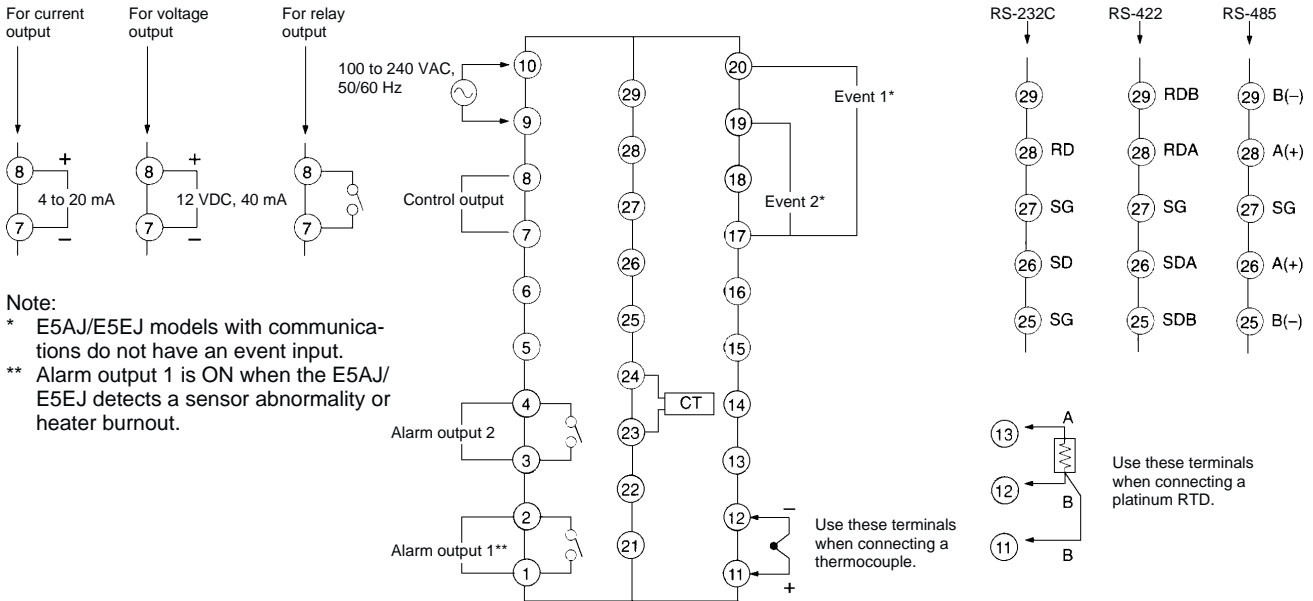 For current
output
For voltage
output
For relay
output
8
+
4 to 20 mA
7
−
8
+
12 VDC, 40 mA
7
−
8
7
Note:
* E5AJ/E5EJ models with communica-
tions do not have an event input.
** Alarm output 1 is ON when the E5AJ/
E5EJ detects a sensor abnormality or
heater burnout.
100 to 240 VAC,
50/60 Hz
Control output
Alarm output 2
Alarm output 1**
10
9
8
7
6
5
4
3
2
1
29
28
27
26
25
24
23
22
21
CT
20
19
18
17
16
15
14
13
12
11
Event 1*
Event 2*
−
+
Use these terminals
when connecting a
thermocouple.
RS-232C
29
28 RD
27 SG
26 SD
25 SG
RS-422
29 RDB
28 RDA
27 SG
26 SDA
25 SDB
RS-485
29 B(−)
28 A(+)
27 SG
26 A(+)
25 B(−)
13
A
12
B
11
B
Use these terminals
when connecting a
platinum RTD.